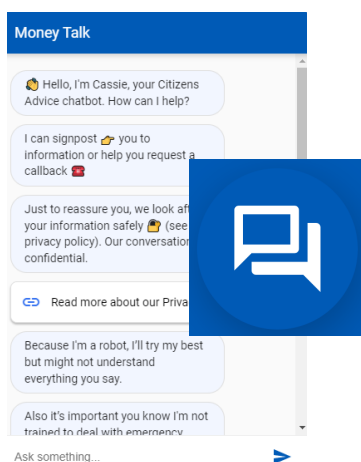 Money Talk
👋 Hello, I'm Cassie, your Citizens
Advice chatbot. How can I help?
I can signpost 👉 you to
information or help you request a
callback ☎️
Just to reassure you, we look
your information safely 🔐 (see
privacy policy). Our conversation
confidential.
Read more about our
Because I'm a robot, I'll try my best
but might not understand
everything you say.
Also it's important you know I'm not
trained to deal with emergency
Ask something...